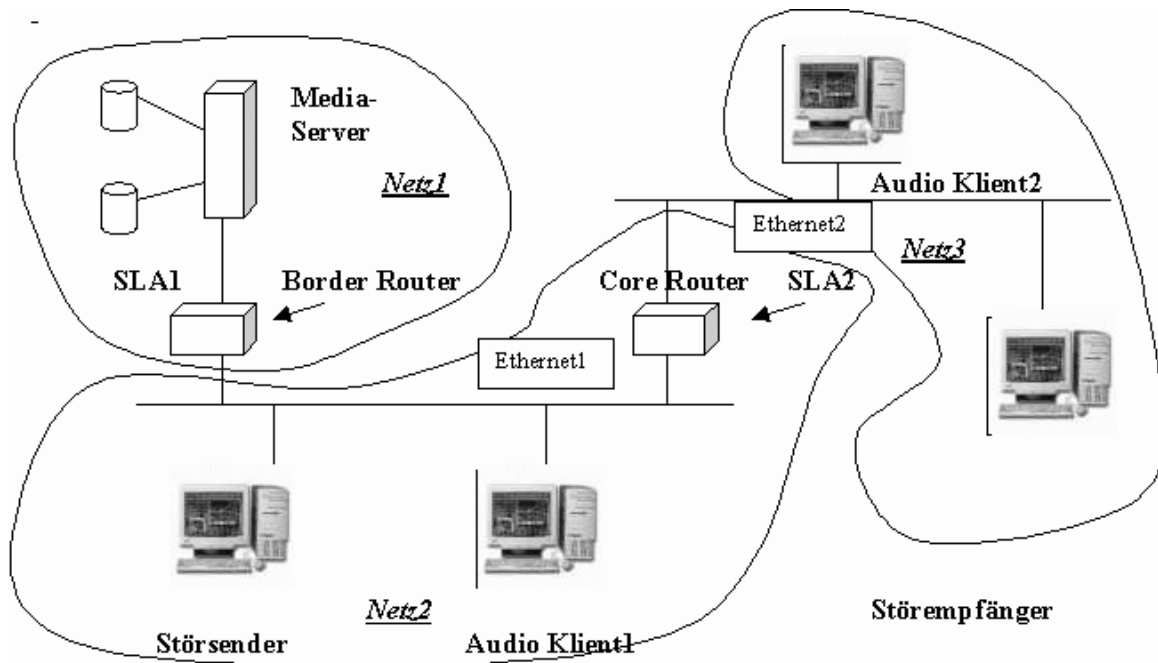 Media-
Server
Netz1
SLA1
Border Router
Audio Klient2
Ethernet2
Netz3
Core Router
SLA2
Ethernet1
Netz2
Störsender
Audio Klient1
Störempfänger